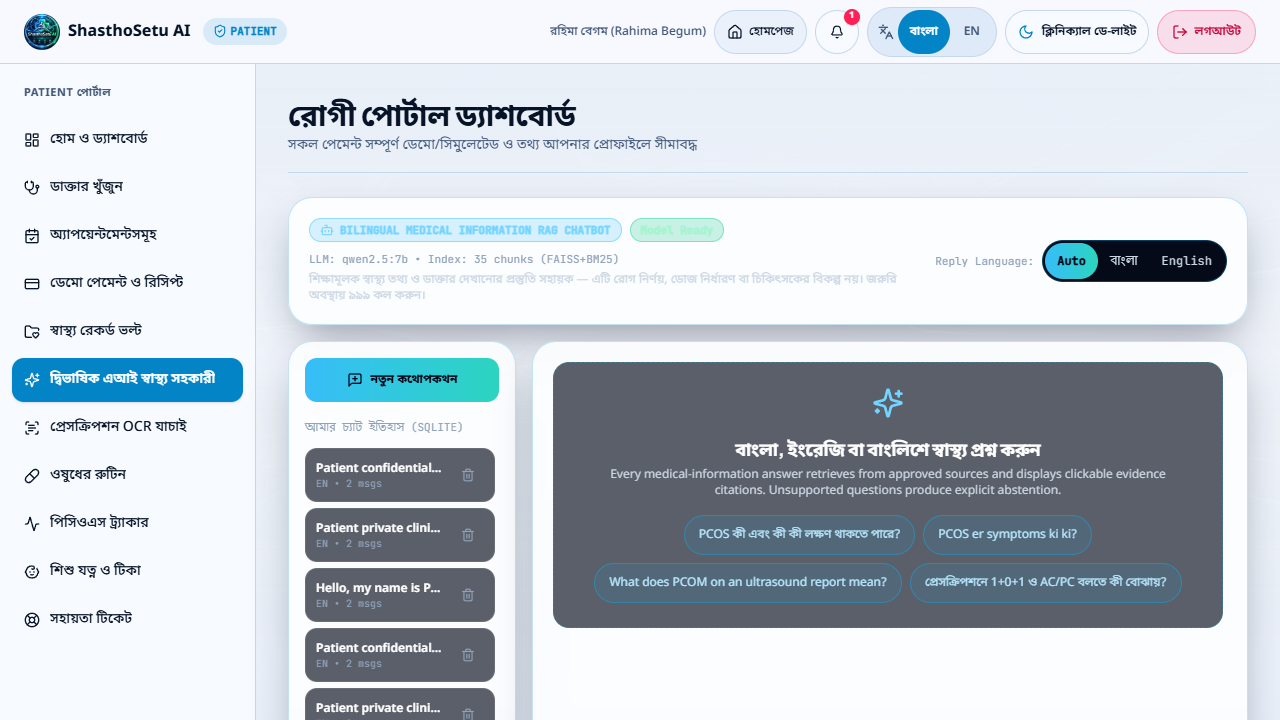 ShasthoSetu AI
PATIENT
রহিমা বেগম (Rahima Begum)
হোমপেজ
1
বাংলা
EN
ক্লিনিক্যাল ডে-লাইট
লগআউট
PATIENT পোর্টাল
হোম ও ড্যাশবোর্ড
ডাক্তার খুঁজুন
অ্যাপয়েন্টমেন্টসমূহ
ডেমো পেমেন্ট ও রিসিপ্ট
স্বাস্থ্য রেকর্ড ভল্ট
দ্বিভাষিক এআই স্বাস্থ্য সহকারী
প্রেসক্রিপশন OCR যাচাই
ওষুধের রুটিন
পিসিওএস ট্র্যাকার
শিশু যত্ন ও টিকা
সহায়তা টিকেট
রোগী পোর্টাল ড্যাশবোর্ড
সকল পেমেন্ট সম্পূর্ণ ডেমো/সিমুলেটেড ও তথ্য আপনার প্রোফাইলে সীমাবদ্ধ
BILINGUAL MEDICAL INFORMATION RAG CHATBOT
Model Ready
LLM: qwen2.5:7b • Index: 35 chunks (FAISS+BM25)
শিক্ষামূলক স্বাস্থ্য তথ্য ও ডাক্তার দেখানোর প্রস্তুতি সহায়ক — এটি রোগ নির্ণয়, ডোজ নির্ধারণ বা চিকিৎসকের বিকল্প নয়। জরুরি
অবস্থায় ৯৯৯ কল করুন।
Reply Language:
Auto
বাংলা
English
নতুন কথোপকথন
আমার চ্যাট ইতিহাস (SQLITE)
Patient confidential...
EN • 2 msgs
Patient private clini...
EN • 2 msgs
Hello, my name is P...
EN • 2 msgs
Patient confidential...
EN • 2 msgs
Patient private clini...
বাংলা, ইংরেজি বা বাংলিশে স্বাস্থ্য প্রশ্ন করুন
Every medical-information answer retrieves from approved sources and displays clickable evidence
citations. Unsupported questions produce explicit abstention.
PCOS কী এবং কী কী লক্ষণ থাকতে পারে?
PCOS er symptoms ki ki?
What does PCOM on an ultrasound report mean?
প্রেসক্রিপশনে 1+0+1 ও AC/PC বলতে কী বোঝায়?